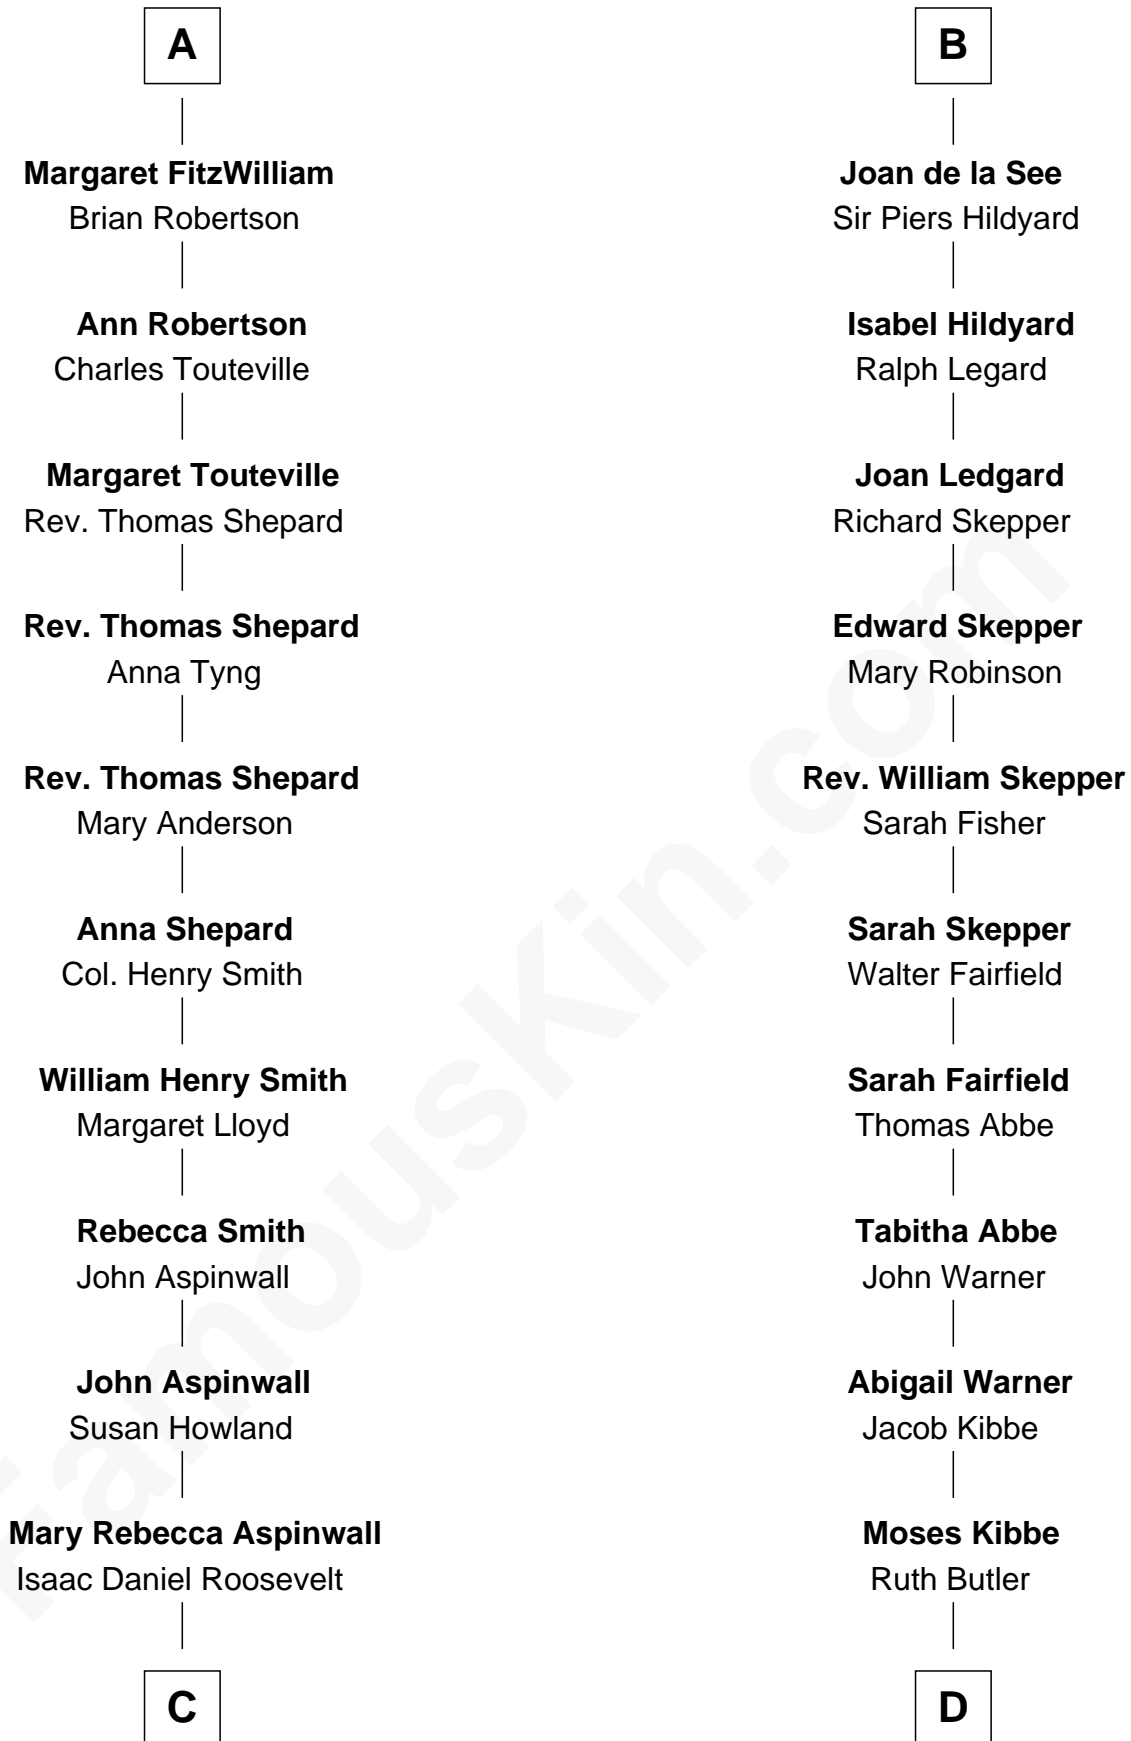 A
Margaret FitzWilliam
Brian Robertson
Ann Robertson
Charles Touteville
Margaret Touteville
Rev. Thomas Shepard
Rev. Thomas Shepard
Anna Tyng
Rev. Thomas Shepard
Mary Anderson
Anna Shepard
Col. Henry Smith
William Henry Smith
Margaret Lloyd
Rebecca Smith
John Aspinwall
John Aspinwall
Susan Howland
Mary Rebecca Aspinwall
Isaac Daniel Roosevelt
C
B
Joan de la See
Sir Piers Hildyard
Isabel Hildyard
Ralph Legard
Joan Ledgard
Richard Skepper
Edward Skepper
Mary Robinson
Rev. William Skepper
Sarah Fisher
Sarah Skepper
Walter Fairfield
Sarah Fairfield
Thomas Abbe
Tabitha Abbe
John Warner
Abigail Warner
Jacob Kibbe
Moses Kibbe
Ruth Butler
D
FamousKin.com